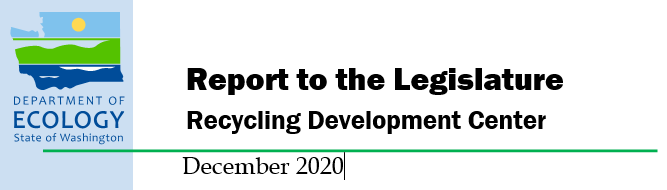 DEPARTMENT OF
ECOLOGY
State of Washington
Report to the Legislature
Recycling Development Center
December 2020